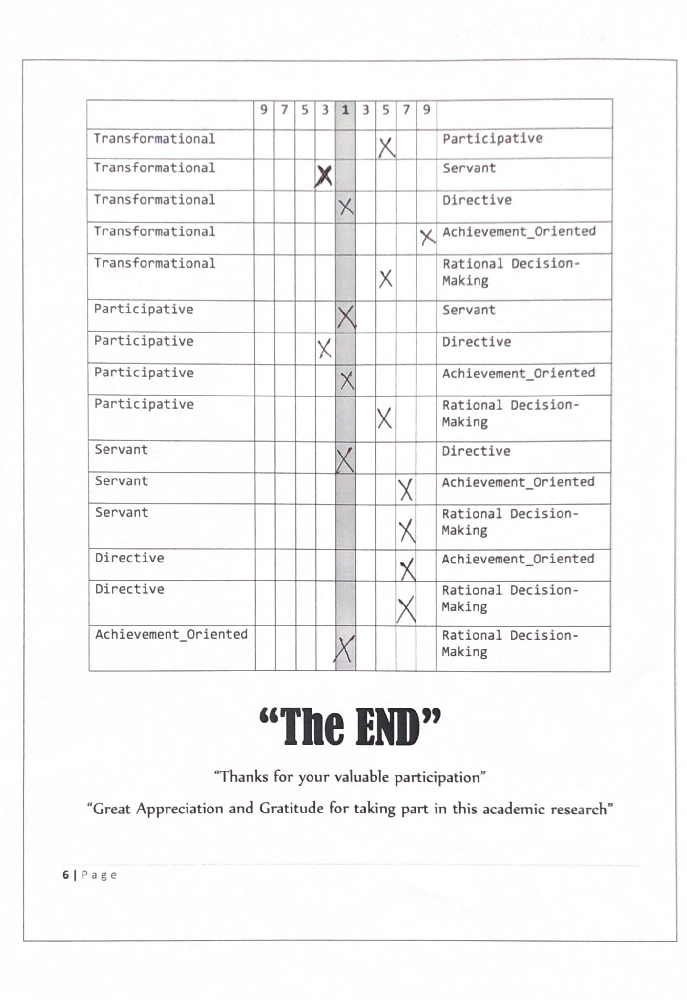 9 7 5 3 1 3 5 7 9
Transformational X Participative
Transformational X Servant
Transformational X Directive
Transformational X Achievement_Oriented
Transformational X Rational Decision-
Making
Participative X Servant
Participative X Directive
Participative X Achievement_Oriented
Participative X Rational Decision-
Making
Servant X Directive
Servant X Achievement_Oriented
Servant X Rational Decision-
Making
Directive X Achievement_Oriented
Directive X Rational Decision-
Making
Achievement_Oriented X Rational Decision-
Making
“The END”
“Thanks for your valuable participation”
“Great Appreciation and Gratitude for taking part in this academic research”
6 | Page